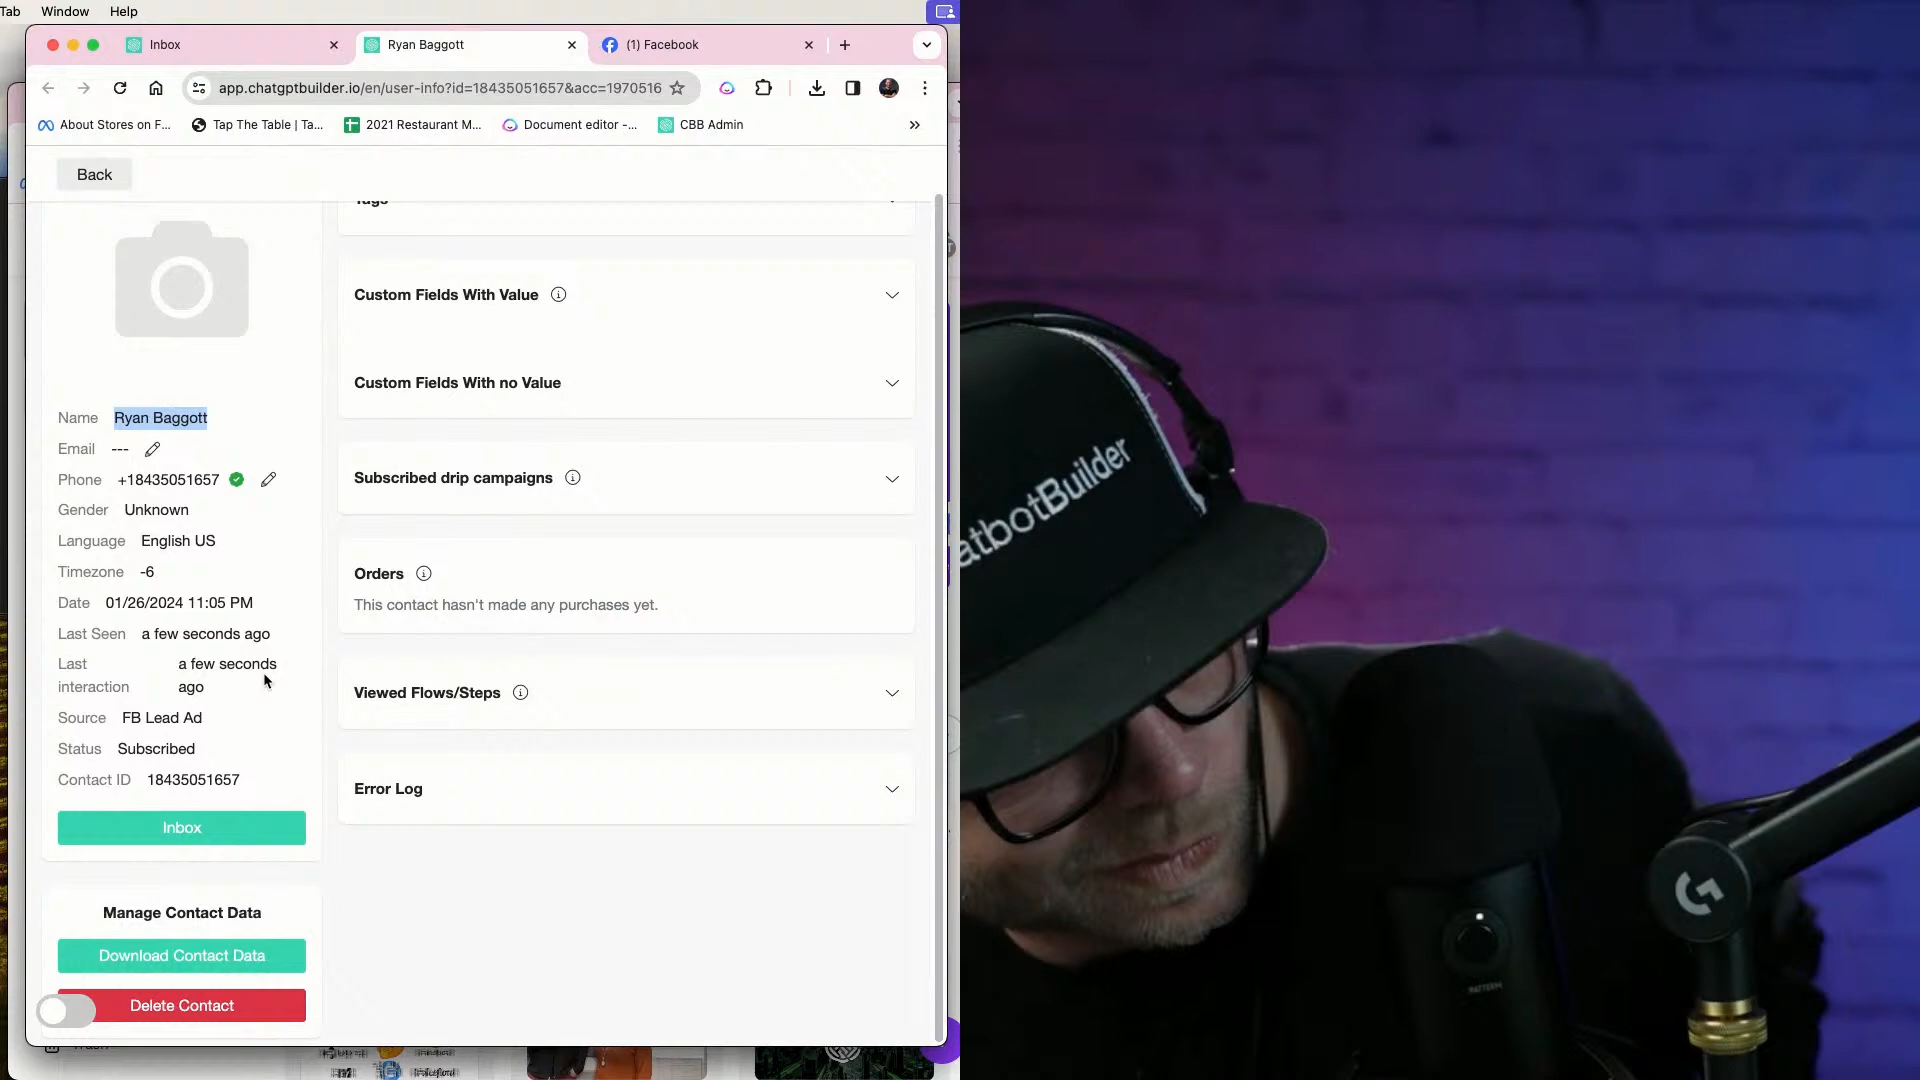 Tab Window Help
Inbox
Ryan Baggott
(1) Facebook
app.chatgptbuilder.io/en/user-info?id=18435051657&acc=1970516
About Stores on F...
Tap The Table | Ta...
2021 Restaurant M...
Document editor -...
CBB Admin
Back
Tags
Custom Fields With Value
Custom Fields With no Value
Name Ryan Baggott
Email ---
Phone +18435051657
Gender Unknown
Language English US
Timezone -6
Date 01/26/2024 11:05 PM
Last Seen a few seconds ago
Last interaction a few seconds ago
Source FB Lead Ad
Status Subscribed
Contact ID 18435051657
Inbox
Subscribed drip campaigns
Orders
This contact hasn't made any purchases yet.
Viewed Flows/Steps
Error Log
Manage Contact Data
Download Contact Data
Delete Contact
atbotBuilder
PATTERN